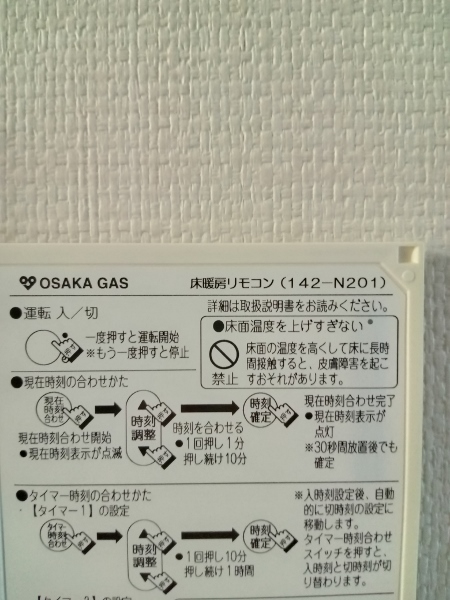 OSAKA GAS 床暖房リモコン（142-N201）
詳細は取扱説明書をお読みください。
●運転 入／切
一度押すと運転開始
※もう一度押すと停止
●床面温度を上げすぎない
禁止
床面の温度を高くして床に長時
間接触すると、皮膚障害を起こ
すおそれがあります。
●現在時刻の合わせかた
現在
時刻
合わせ
押す
時刻
調整
押す
時刻
確定
押す
現在時刻合わせ開始
●現在時刻表示が点滅
時刻を合わせる
●1回押し1分
押し続け10分
現在時刻合わせ完了
●現在時刻表示が
点灯
※30秒間放置後でも
確定
●タイマー時刻の合わせかた
・【タイマー1】の設定
タイマー
時刻
合わせ
押す
時刻
調整
押す
●1回押し10分
押し続け1時間
時刻
確定
押す
※入時刻設定後、自動
的に切時刻の設定に
移動します。
タイマー時刻合わせ
スイッチを押すと、
入時刻と切時刻が切
り替わります。